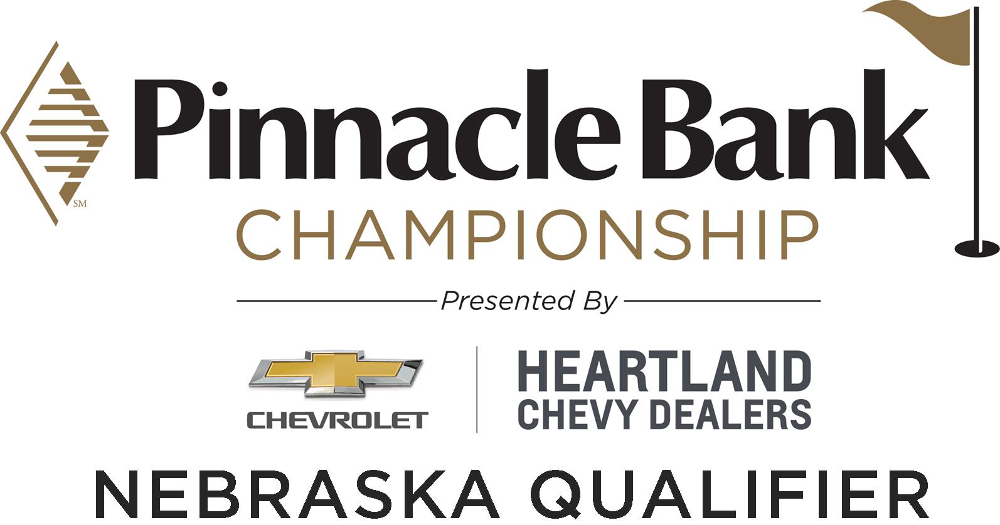 Pinnacle Bank
SM
CHAMPIONSHIP
Presented By
CHEVROLET
HEARTLAND
CHEVY DEALERS
NEBRASKA QUALIFIER